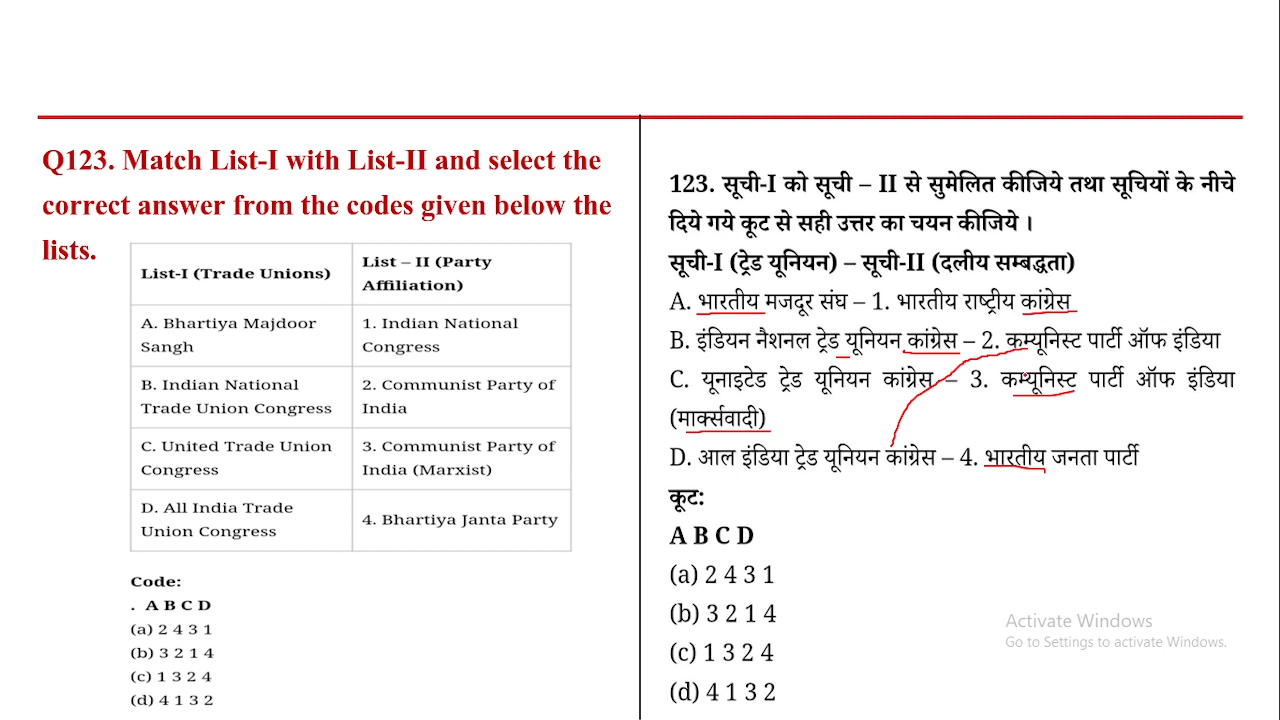 Q123. Match List-I with List-II and select the
correct answer from the codes given below the
lists.
List-I (Trade Unions)
List – II (Party
Affiliation)
A. Bhartiya Majdoor
Sangh
1. Indian National
Congress
B. Indian National
Trade Union Congress
2. Communist Party of
India
C. United Trade Union
Congress
3. Communist Party of
India (Marxist)
D. All India Trade
Union Congress
4. Bhartiya Janta Party
Code:
. A B C D
(a) 2 4 3 1
(b) 3 2 1 4
(c) 1 3 2 4
(d) 4 1 3 2
123. सूची-I को सूची – II से सुमेलित कीजिये तथा सूचियों के नीचे
दिये गये कूट से सही उत्तर का चयन कीजिये ।
सूची-I (ट्रेड यूनियन) – सूची-II (दलीय सम्बद्धता)
A. भारतीय मजदूर संघ – 1. भारतीय राष्ट्रीय कांग्रेस
B. इंडियन नैशनल ट्रेड यूनियन कांग्रेस – 2. कम्यूनिस्ट पार्टी ऑफ इंडिया
C. यूनाइटेड ट्रेड यूनियन कांग्रेस – 3. कम्यूनिस्ट पार्टी ऑफ इंडिया
(मार्क्सवादी)
D. आल इंडिया ट्रेड यूनियन कांग्रेस – 4. भारतीय जनता पार्टी
कूट:
A B C D
(a) 2 4 3 1
(b) 3 2 1 4
(c) 1 3 2 4
(d) 4 1 3 2
Activate Windows
Go to Settings to activate Windows.